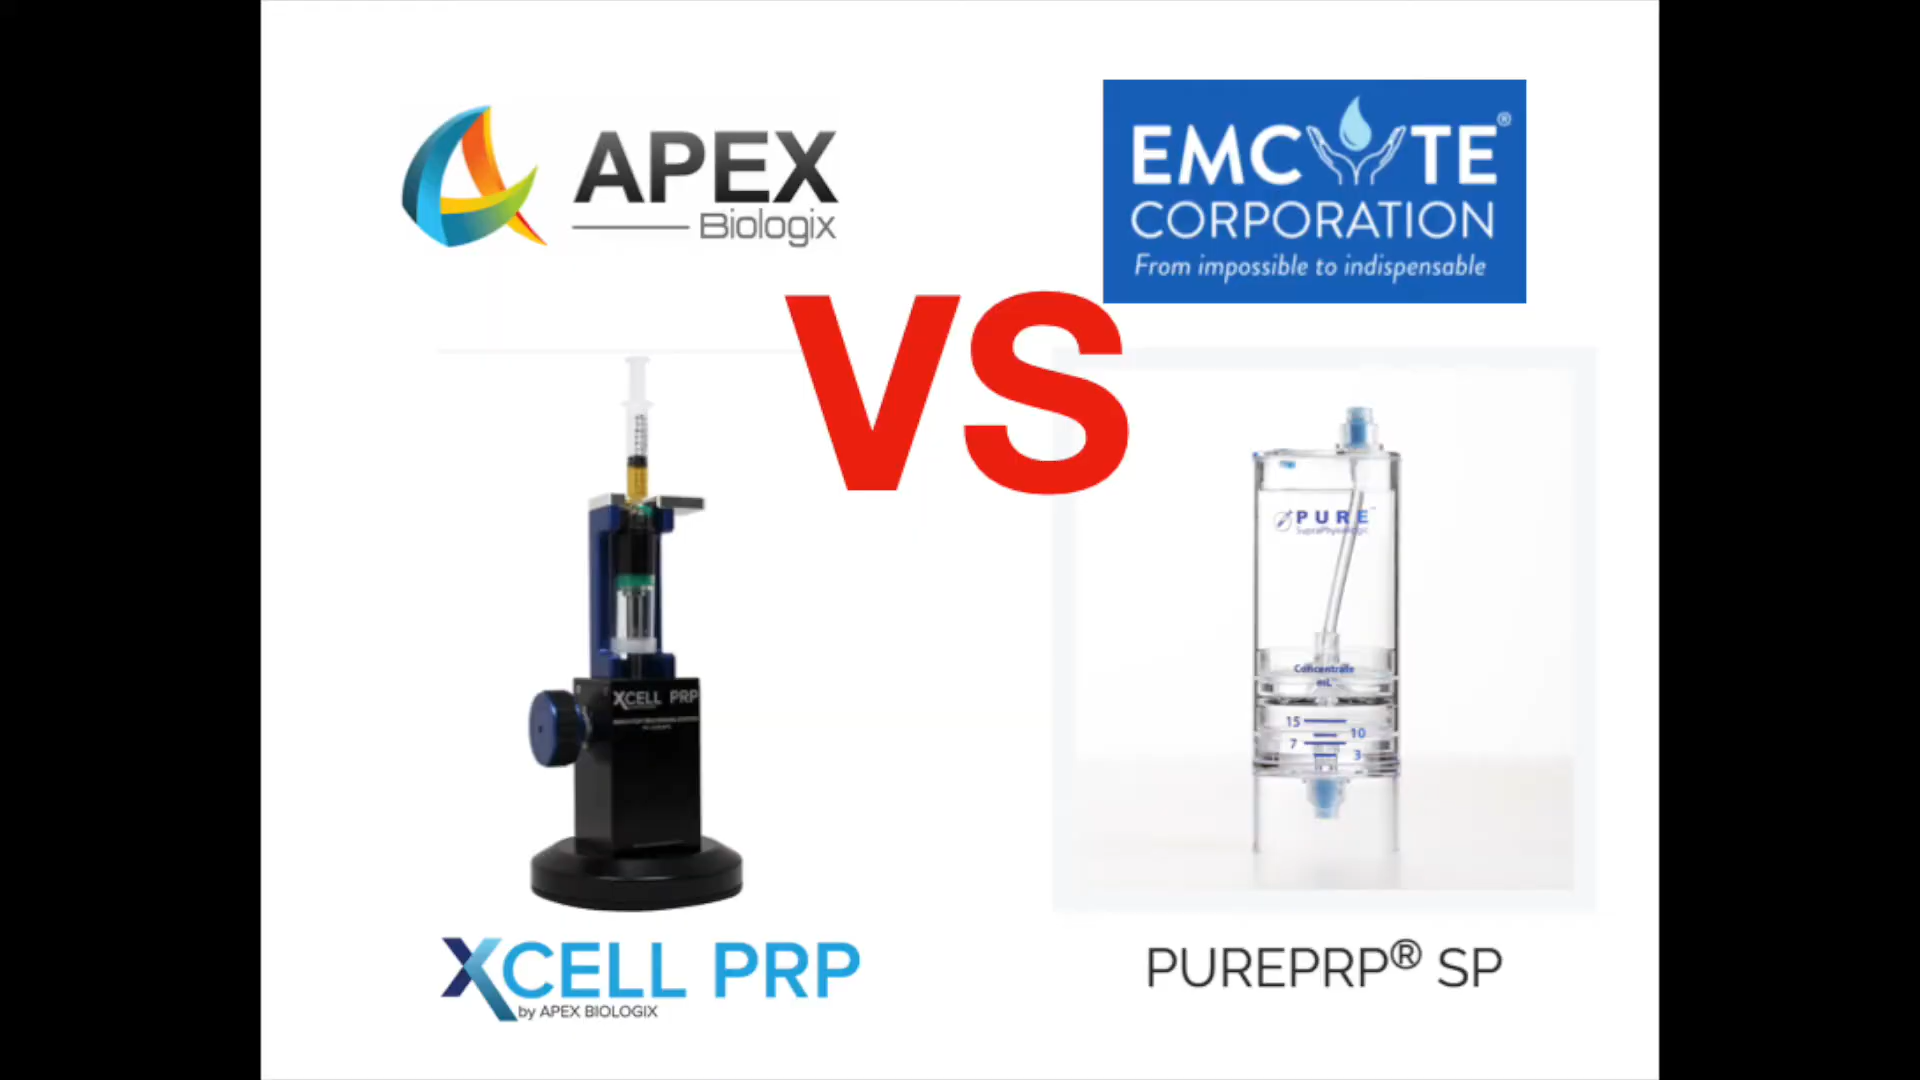 APEX
Biologix
EMCYTE®
CORPORATION
From impossible to indispensable
VS
XCELL PRP
PURE
SupraPhysiologic
Concentrate
mL
15
10
7
3
XCELL PRP
by APEX BIOLOGIX
PUREPRP® SP